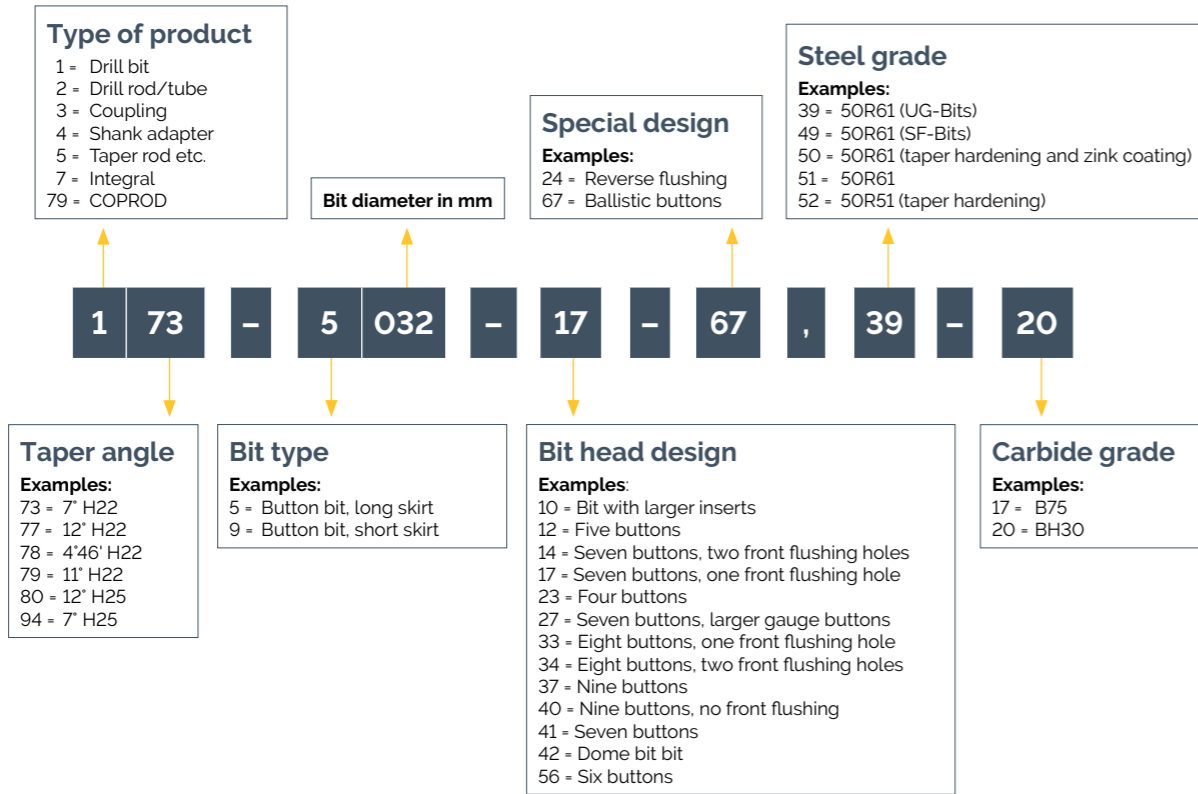 Type of product
1 = Drill bit
2 = Drill rod/tube
3 = Coupling
4 = Shank adapter
5 = Taper rod etc.
7 = Integral
79 = COPROD
Bit diameter in mm
Special design
Examples:
24 = Reverse flushing
67 = Ballistic buttons
Steel grade
Examples:
39 = 50R61 (UG-Bits)
49 = 50R61 (SF-Bits)
50 = 50R61 (taper hardening and zink coating)
51 = 50R61
52 = 50R51 (taper hardening)
1 73 – 5 032 – 17 – 67 , 39 – 20
Taper angle
Examples:
73 = 7° H22
77 = 12° H22
78 = 4°46' H22
79 = 11° H22
80 = 12° H25
94 = 7° H25
Bit type
Examples:
5 = Button bit, long skirt
9 = Button bit, short skirt
Bit head design
Examples:
10 = Bit with larger inserts
12 = Five buttons
14 = Seven buttons, two front flushing holes
17 = Seven buttons, one front flushing hole
23 = Four buttons
27 = Seven buttons, larger gauge buttons
33 = Eight buttons, one front flushing hole
34 = Eight buttons, two front flushing holes
37 = Nine buttons
40 = Nine buttons, no front flushing
41 = Seven buttons
42 = Dome bit bit
56 = Six buttons
Carbide grade
Examples:
17 = B75
20 = BH30